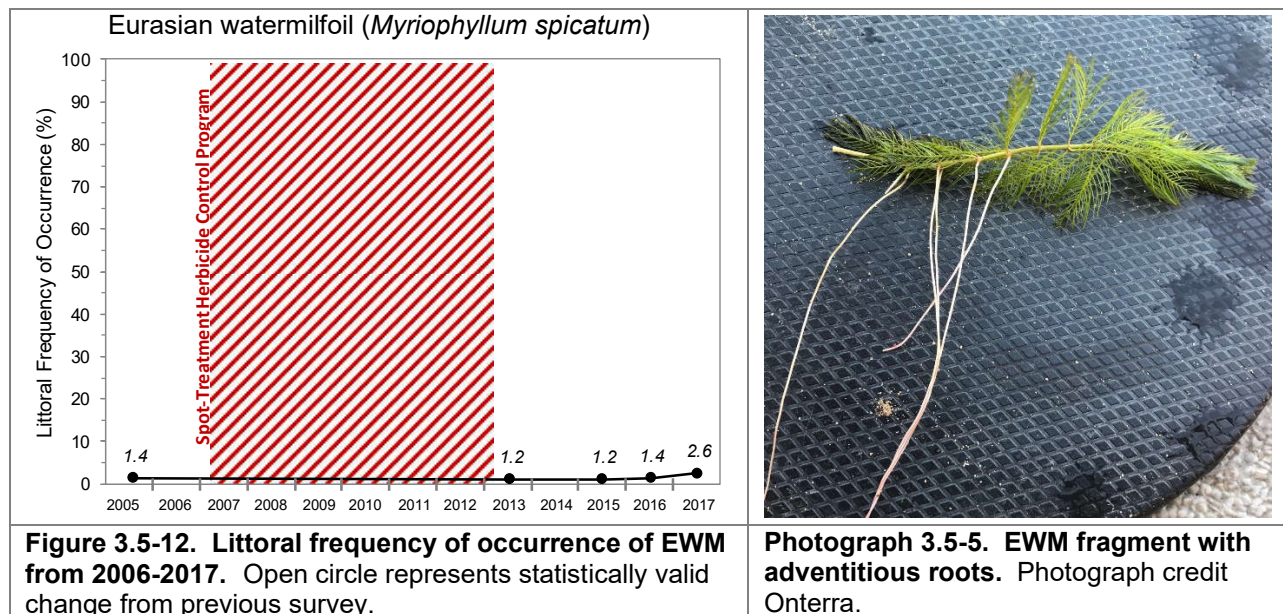 Eurasian watermilfoil (Myriophyllum spicatum)
Littoral Frequency of Occurrence (%)
100
90
80
70
60
50
40
30
20
10
0
Spot-Treatment Herbicide Control Program
1.4
1.2
1.2
1.4
2.6
2005 2006 2007 2008 2009 2010 2011 2012 2013 2014 2015 2016 2017
Figure 3.5-12. Littoral frequency of occurrence of EWM
from 2006-2017. Open circle represents statistically valid
change from previous survey.
Photograph 3.5-5. EWM fragment with
adventitious roots. Photograph credit
Onterra.